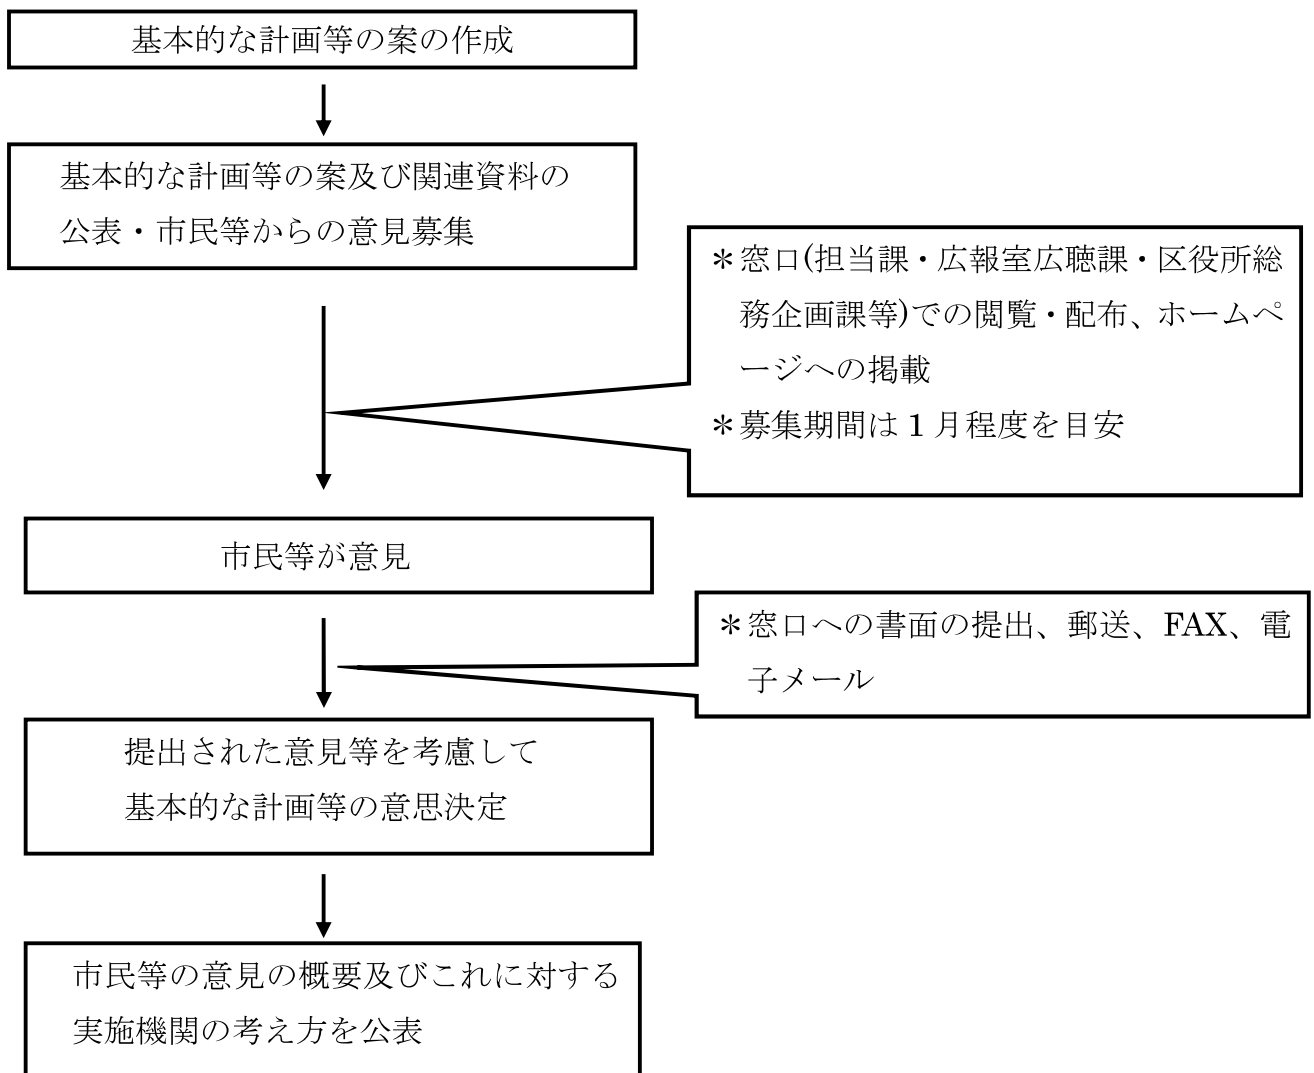 基本的な計画等の案の作成
基本的な計画等の案及び関連資料の
公表・市民等からの意見募集
＊窓口(担当課・広報室広聴課・区役所総
務企画課等)での閲覧・配布、ホームペ
ージへの掲載
＊募集期間は1月程度を目安
市民等が意見
＊窓口への書面の提出、郵送、FAX、電
子メール
提出された意見等を考慮して
基本的な計画等の意思決定
市民等の意見の概要及びこれに対する
実施機関の考え方を公表